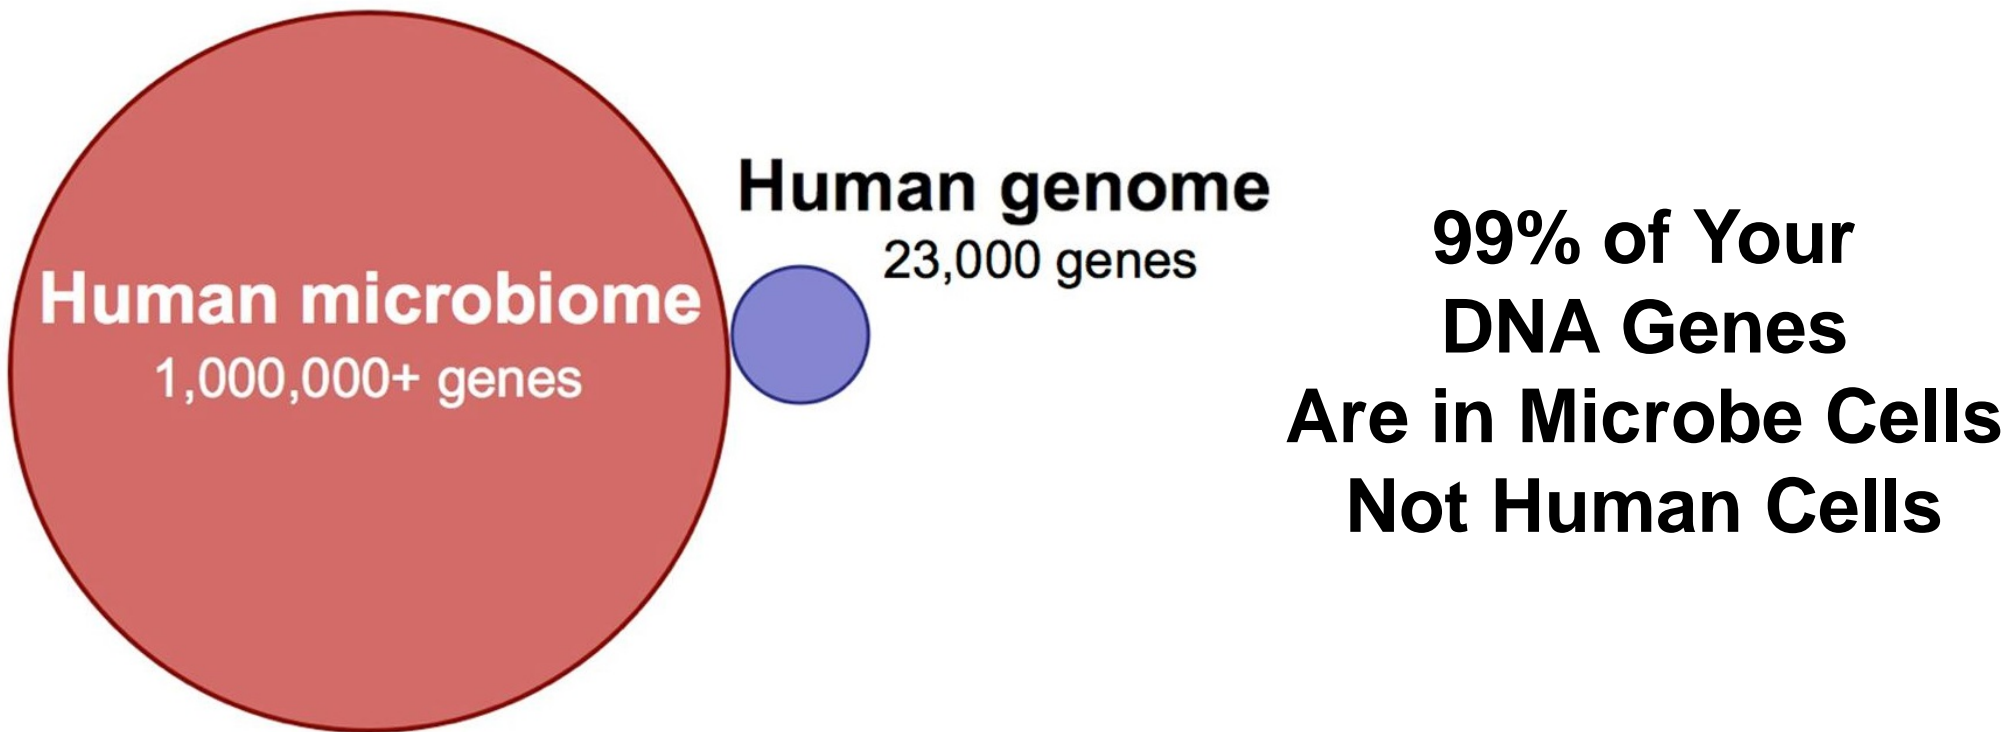 Human microbiome
1,000,000+ genes
Human genome
23,000 genes
99% of Your
DNA Genes
Are in Microbe Cells
Not Human Cells